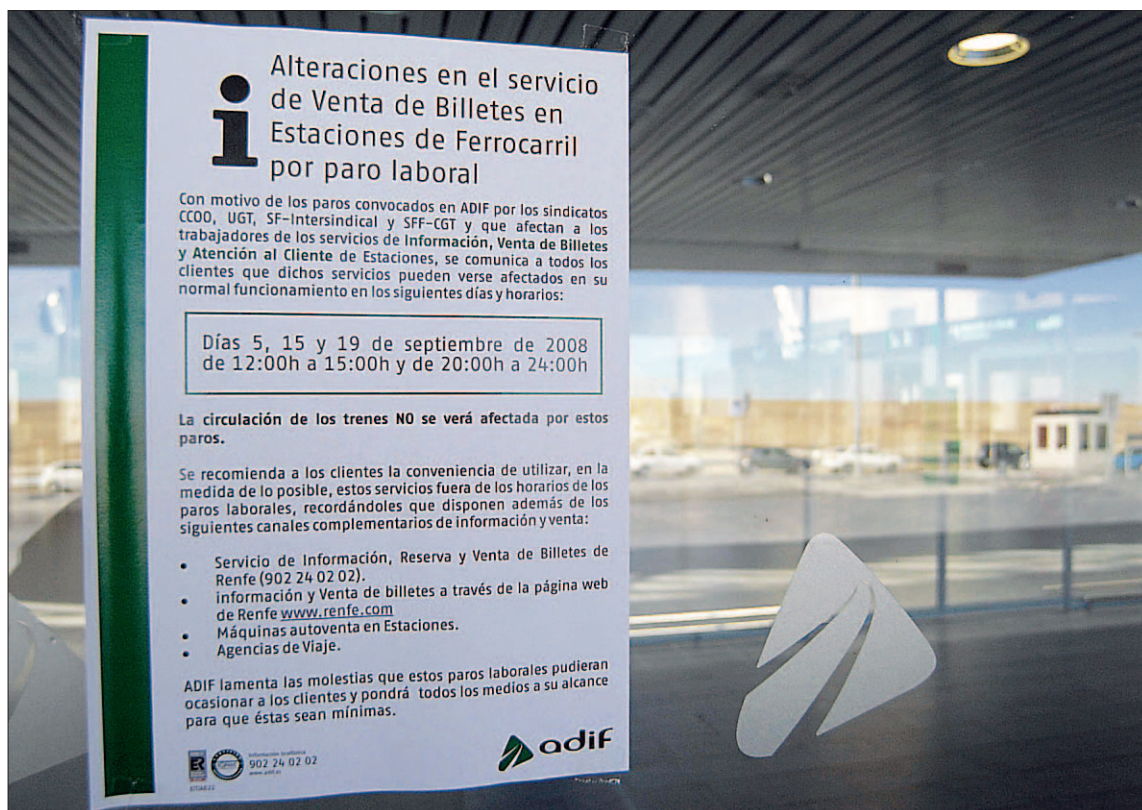 Alteraciones en el servicio
de Venta de Billetes en
Estaciones de Ferrocarril
por paro laboral
Con motivo de los paros convocados en ADIF por los sindicatos
CCOO, UGT, SF-Intersindical y SFF-CGT y que afectan a los
trabajadores de los servicios de Información, Venta de Billetes
y Atención al Cliente de Estaciones, se comunica a todos los
clientes que dichos servicios pueden verse afectados en su
normal funcionamiento en los siguientes días y horarios:
Días 5, 15 y 19 de septiembre de 2008
de 12:00h a 15:00h y de 20:00h a 24:00h
La circulación de los trenes NO se verá afectada por estos
paros.
Se recomienda a los clientes la conveniencia de utilizar, en la
medida de lo posible, estos servicios fuera de los horarios de los
paros laborales, recordándoles que disponen además de los
siguientes canales complementarios de información y venta:
• Servicio de Información, Reserva y Venta de Billetes de
Renfe (902 24 02 02).
• información y Venta de billetes a través de la página web
de Renfe www.renfe.com
• Máquinas autoventa en Estaciones.
• Agencias de Viaje.
ADIF lamenta las molestias que estos paros laborales pudieran
ocasionar a los clientes y pondrá todos los medios a su alcance
para que éstas sean mínimas.
ER
902 24 02 02
www.adif.es
adif